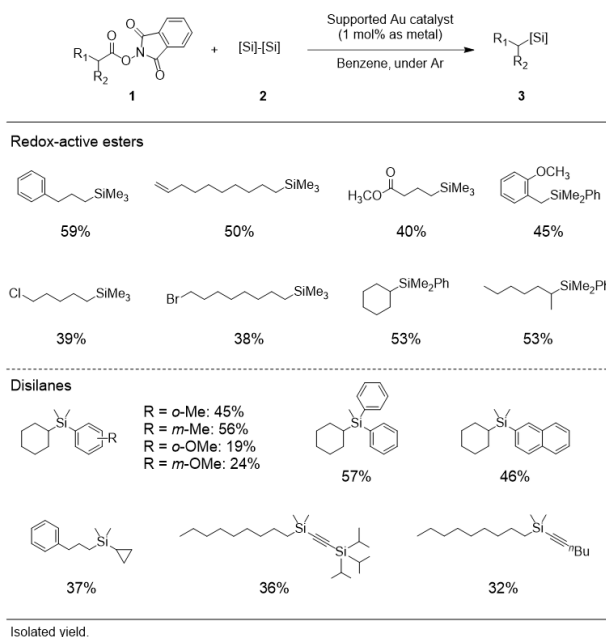 R1 R2 O O N O O
+
[Si]-[Si]
Supported Au catalyst
(1 mol% as metal)
Benzene, under Ar
R1 [Si] R2
1 2 3
Redox-active esters
SiMe3
59%
SiMe3
50%
O CH3O SiMe3
40%
OCH3 SiMe2Ph
45%
Cl SiMe3
39%
Br SiMe3
38%
SiMe2Ph
53%
SiMe2Ph
53%
Disilanes
Si R
R = o-Me: 45%
R = m-Me: 56%
R = o-OMe: 19%
R = m-OMe: 24%
Si
57%
Si
46%
Si
37%
Si Si
36%
Si nBu
32%
Isolated yield.